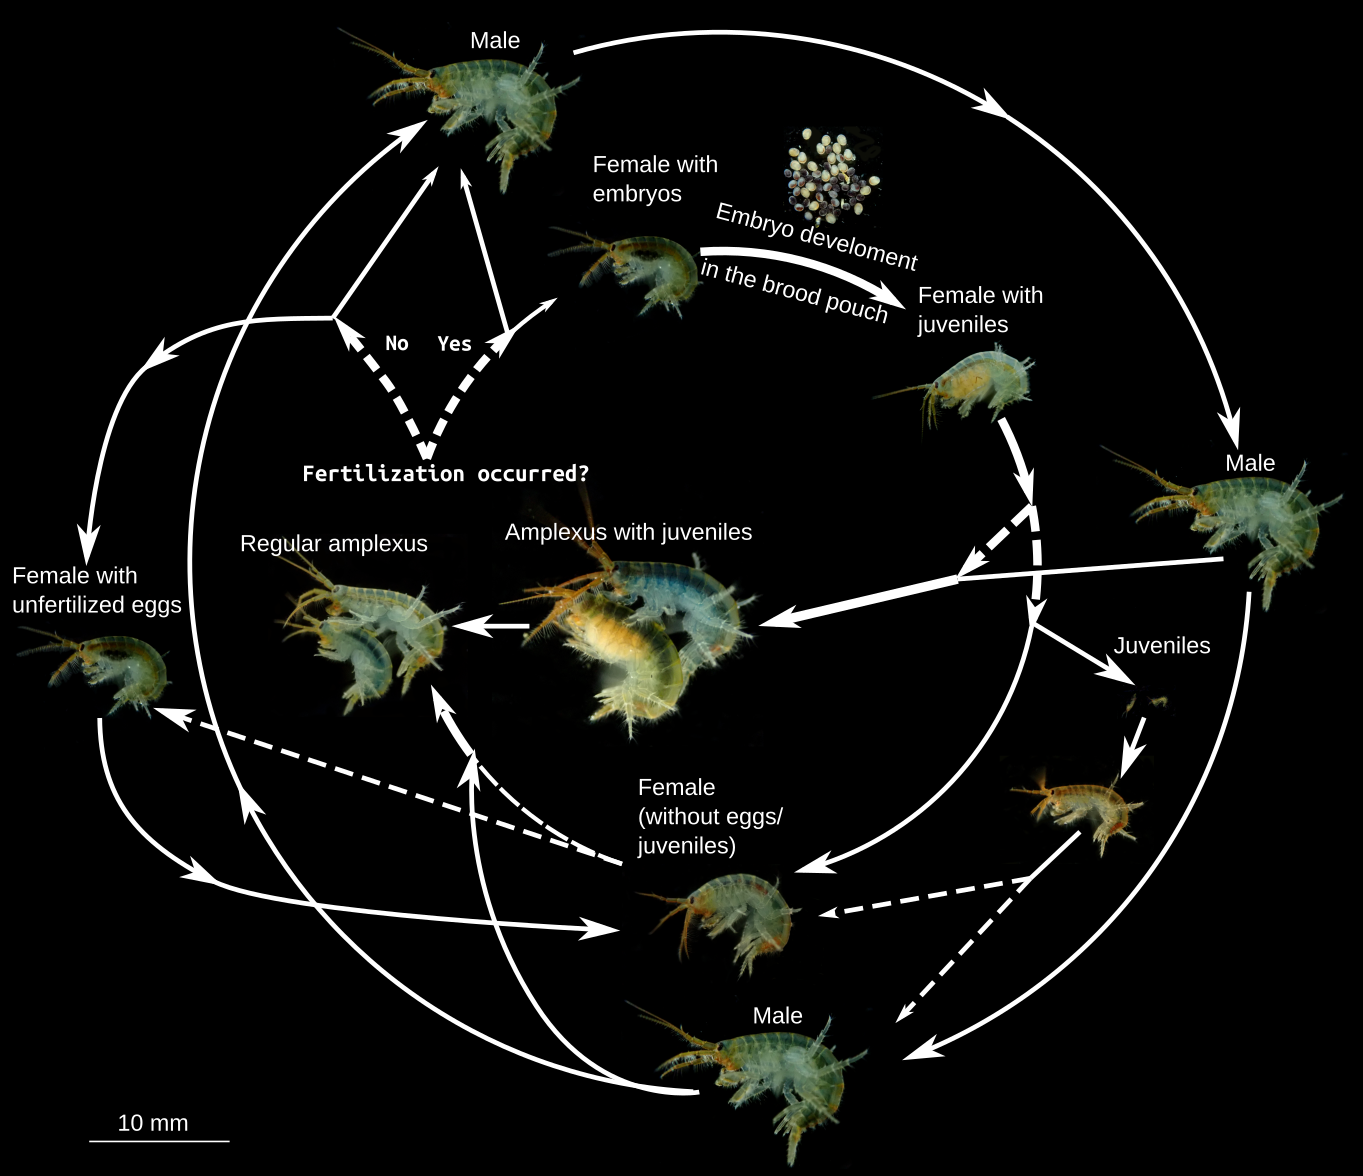 Male
Female with
embryos
Embryo develoment
in the brood pouch
Female with
juveniles
No Yes
Fertilization occurred?
Male
Regular amplexus
Amplexus with juveniles
Female with
unfertilized eggs
Juveniles
Female
(without eggs/
juveniles)
Male
10 mm